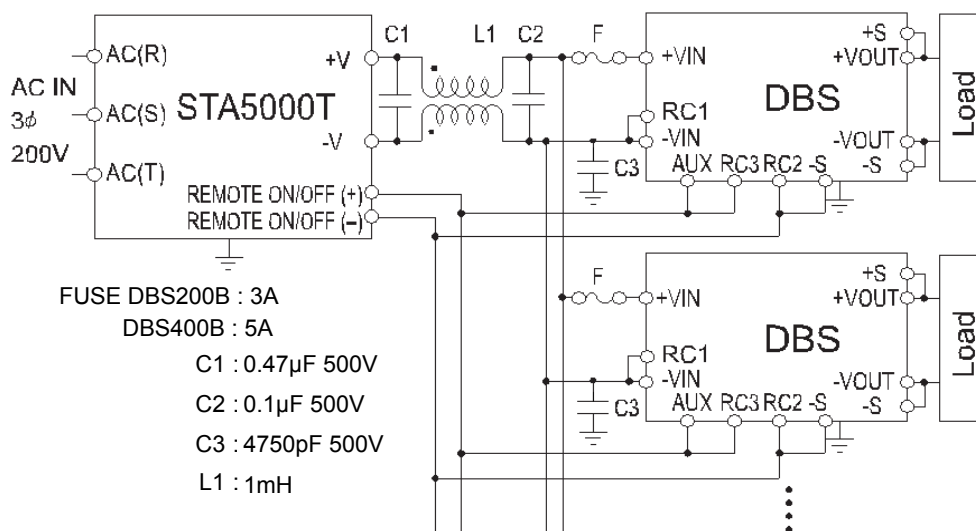 C1 L1 C2 F
AC IN
3φ
200V
AC(R)
AC(S)
AC(T)
STA5000T
+V
-V
REMOTE ON/OFF (+)
REMOTE ON/OFF (−)
+VIN
RC1
-VIN
C3
DBS
+S
+VOUT
-VOUT
-S
AUX RC3 RC2 -S
Load
F
+VIN
RC1
-VIN
C3
DBS
+S
+VOUT
-VOUT
-S
AUX RC3 RC2 -S
Load
FUSE DBS200B : 3A
DBS400B : 5A
C1 : 0.47µF 500V
C2 : 0.1µF 500V
C3 : 4750pF 500V
L1 : 1mH